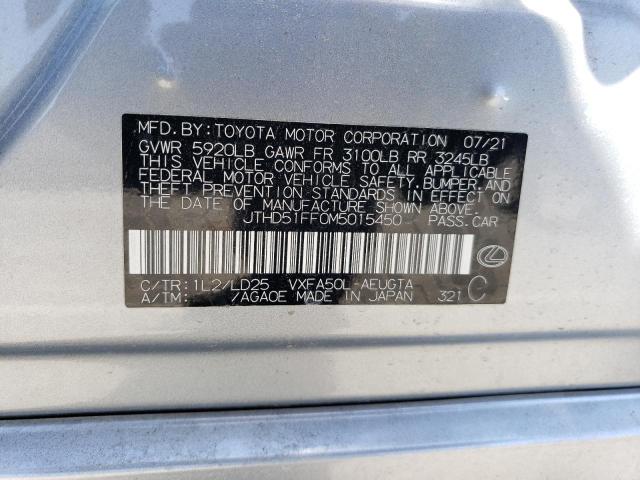 MFD. BY: TOYOTA MOTOR CORPORATION 07/21
GVWR 5920LB GAWR FR 3100LB RR 3245LB
THIS VEHICLE CONFORMS TO ALL APPLICABLE
FEDERAL MOTOR VEHICLE SAFETY, BUMPER, AND
THEFT PREVENTION STANDARDS IN EFFECT ON
THE DATE OF MANUFACTURE SHOWN ABOVE.
JTHD51FF0M5015450 PASS.CAR
C/TR: 1L2/LD25 VXFA50L-AEUGTA
A/TM: /AGA0E MADE IN JAPAN 321 C